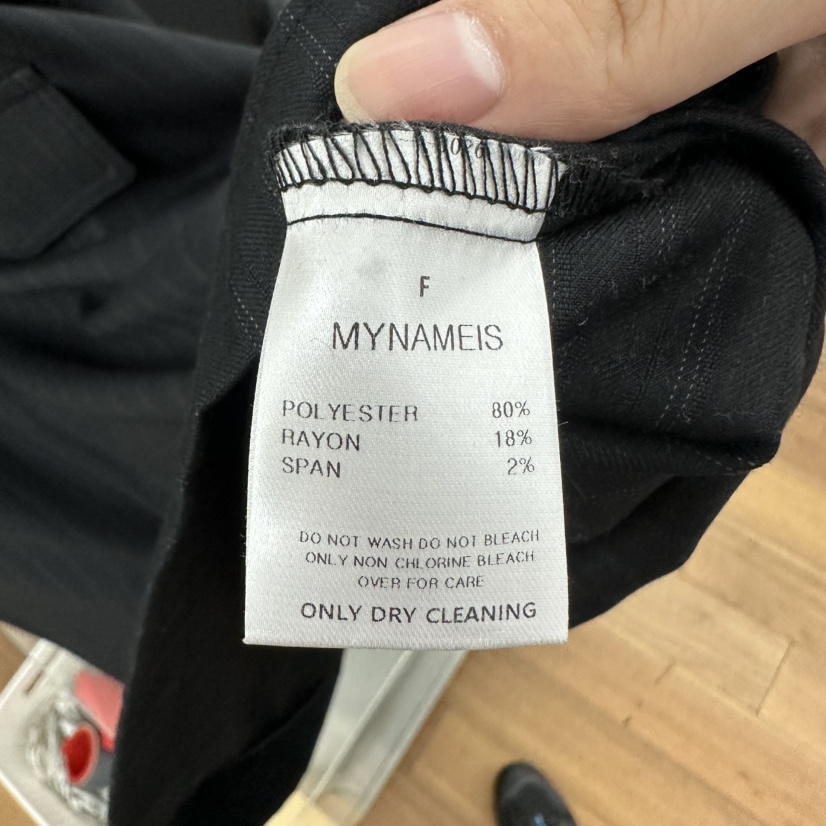 F
MYNAMEIS
POLYESTER 80%
RAYON 18%
SPAN 2%
DO NOT WASH DO NOT BLEACH
ONLY NON CHLORINE BLEACH
OVER FOR CARE
ONLY DRY CLEANING